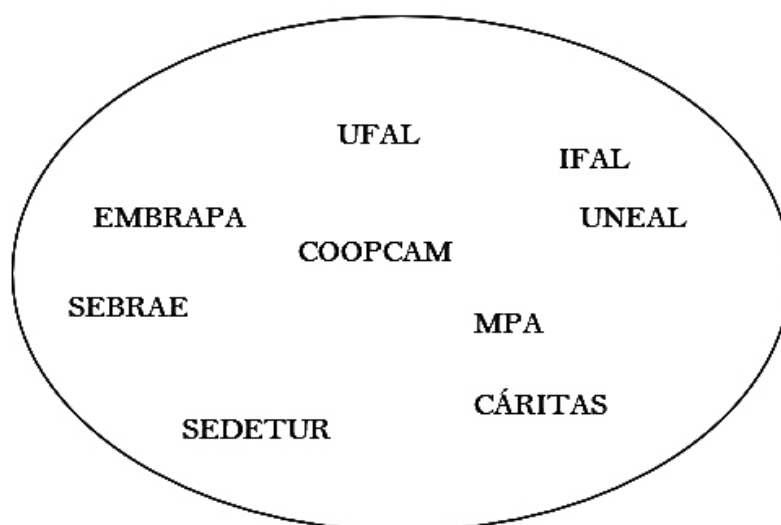 UFAL
IFAL
EMBRAPA
UNEAL
COOPCAM
SEBRAE
MPA
CÁRITAS
SEDETUR